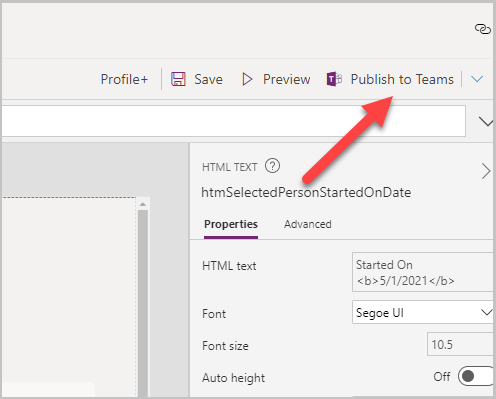 Profile+ Save Preview Publish to Teams
HTML TEXT ?
htmSelectedPersonStartedOnDate
Properties Advanced
HTML text Started On
<b>5/1/2021</b>
Font Segoe UI
Font size 10.5
Auto height Off